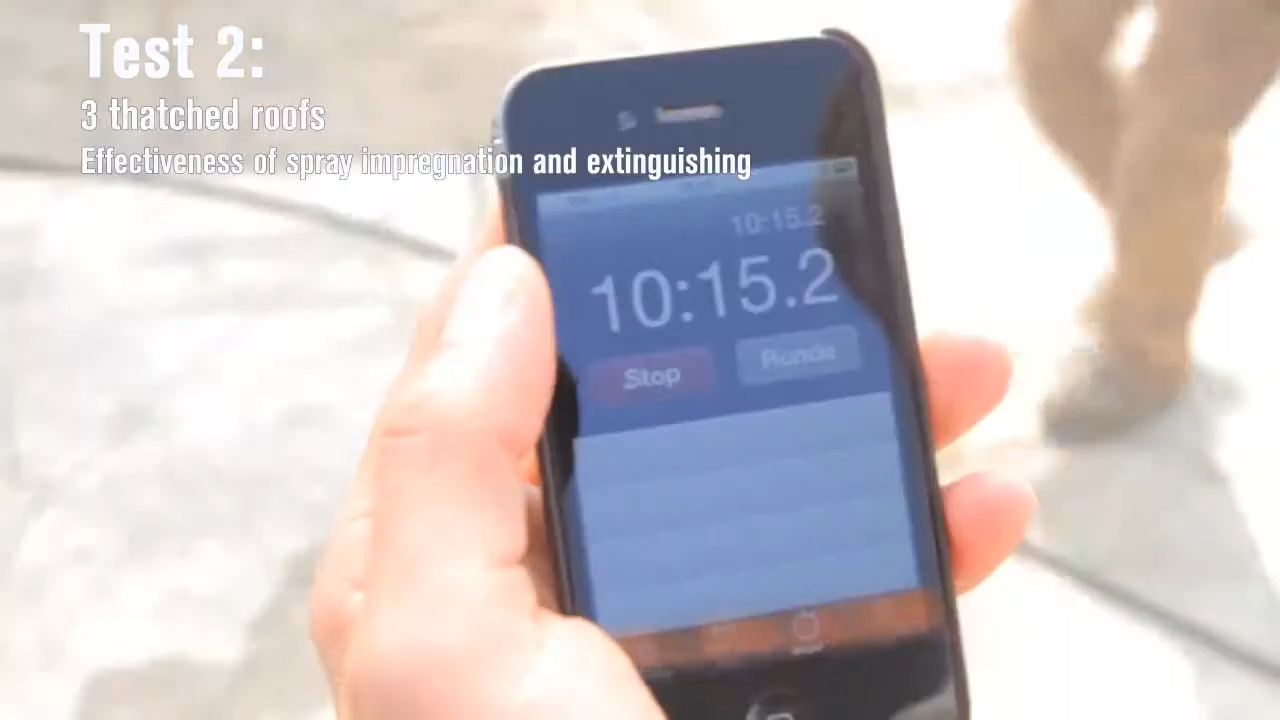 Test 2:
3 thatched roofs
Effectiveness of spray impregnation and extinguishing
10:15.2
10:15.2
Stop
Runde